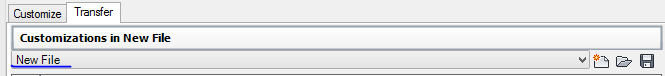 Customize Transfer
Customizations in New File
New File